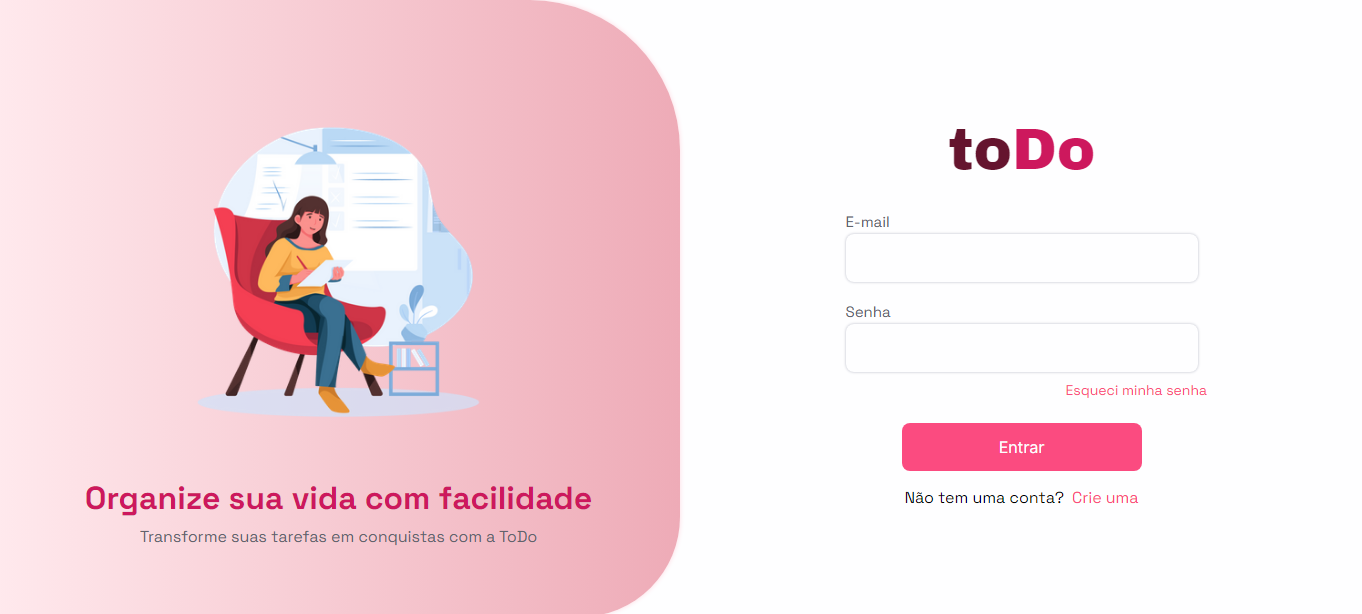 Organize sua vida com facilidade
Transforme suas tarefas em conquistas com a ToDo
toDo
E-mail
Senha
Esqueci minha senha
Entrar
Não tem uma conta? Crie uma